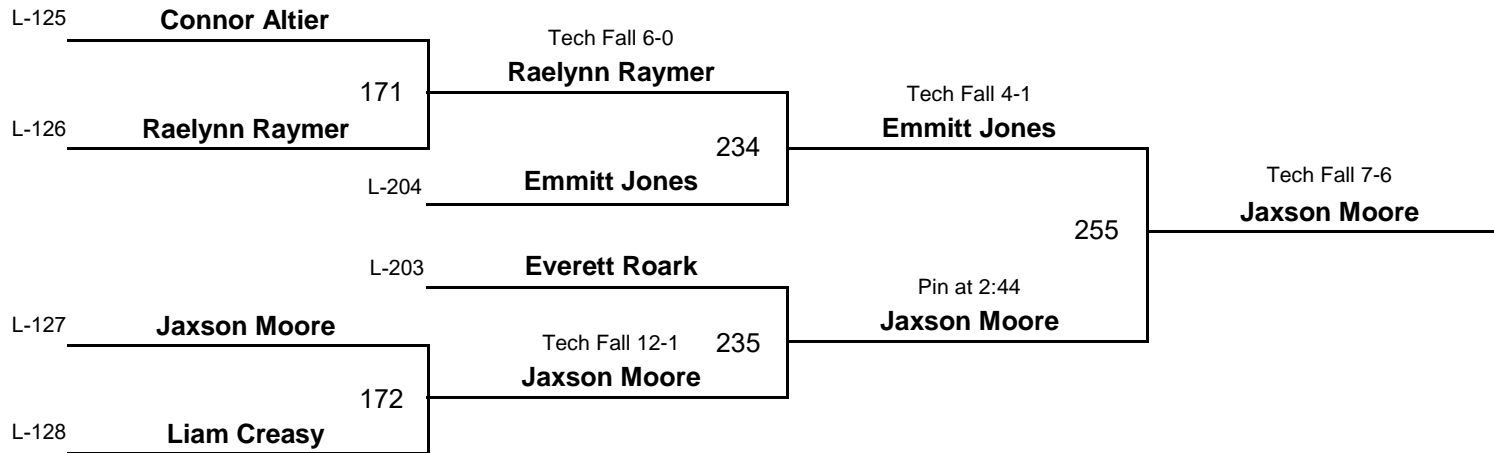 L-125 Connor Altier
Tech Fall 6-0
Raelynn Raymer
171
Tech Fall 4-1
L-126 Raelynn Raymer
Emmitt Jones
234
L-204 Emmitt Jones
Tech Fall 7-6
Jaxson Moore
255
L-203 Everett Roark
Pin at 2:44
L-127 Jaxson Moore
Jaxson Moore
Tech Fall 12-1
235
Jaxson Moore
172
L-128 Liam Creasy